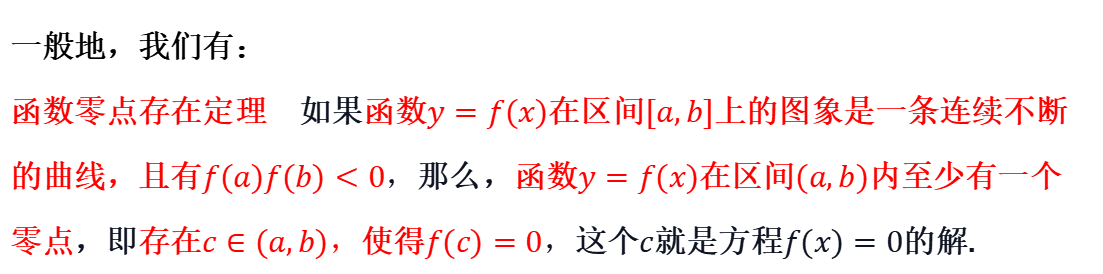 一般地，我们有：
函数零点存在定理 如果函数y = f(x)在区间[a, b]上的图象是一条连续不断
的曲线，且有f(a)f(b) < 0，那么，函数y = f(x)在区间(a, b)内至少有一个
零点，即存在c ∈ (a, b)，使得f(c) = 0，这个c就是方程f(x) = 0的解.